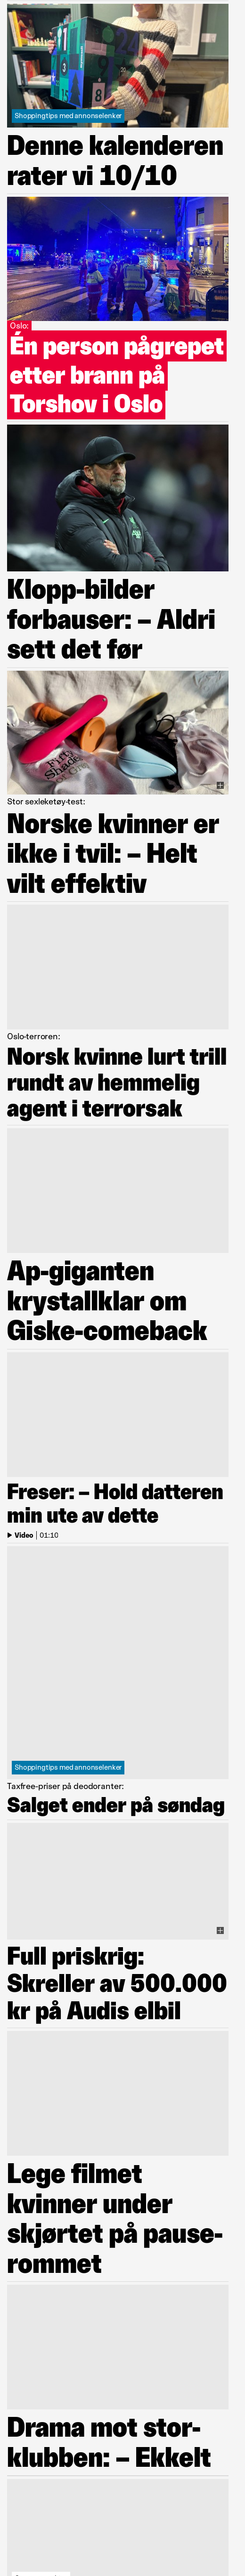 24
3
8
Shoppingtips med annonselenker
Denne kalenderen
rater vi 10/10
Oslo:
Én person pågrepet
etter brann på
Torshov i Oslo
Klopp-bilder
forbauser: – Aldri
sett det før
Fifty
Shades
Stor sexleketøy-test:
Norske kvinner er
ikke i tvil: – Helt
vilt effektiv
Oslo-terroren:
Norsk kvinne lurt trill
rundt av hemmelig
agent i terrorsak
Ap-giganten
krystallklar om
Giske-comeback
Freser: – Hold datteren
min ute av dette
Video | 01:10
Shoppingtips med annonselenker
Taxfree-priser på deodoranter:
Salget ender på søndag
Full priskrig:
Skreller av 500.000
kr på Audis elbil
Lege filmet
kvinner under
skjørtet på pause-
rommet
Drama mot stor-
klubben: – Ekkelt